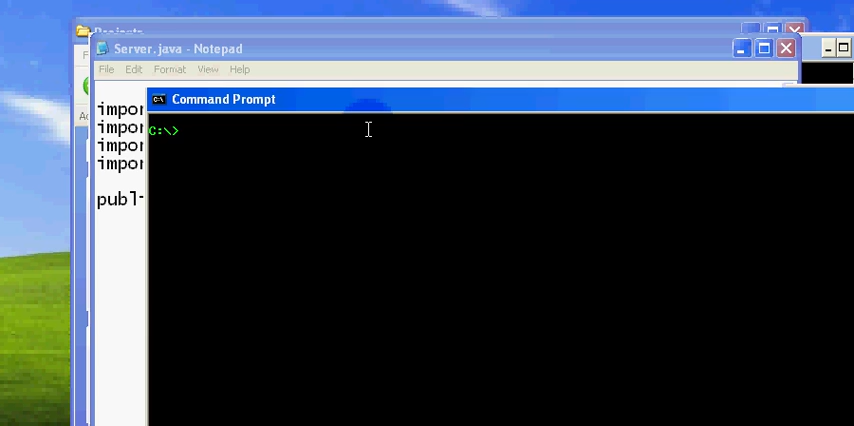 Projects
Server.java - Notepad
File Edit Format View Help
Command Prompt
C:\>
impor
impor
impor
impor
publ